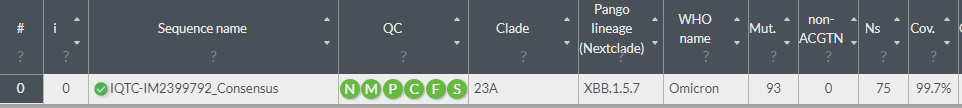 # i Sequence name QC Clade Pango lineage (Nextclade) WHO name Mut. non-ACGTN Ns Cov.
? ? ? ? ? ? ? ? ? ? ?
0 0 IQTC-IM2399792_Consensus N M P C F S 23A XBB.1.5.7 Omicron 93 0 75 99.7%